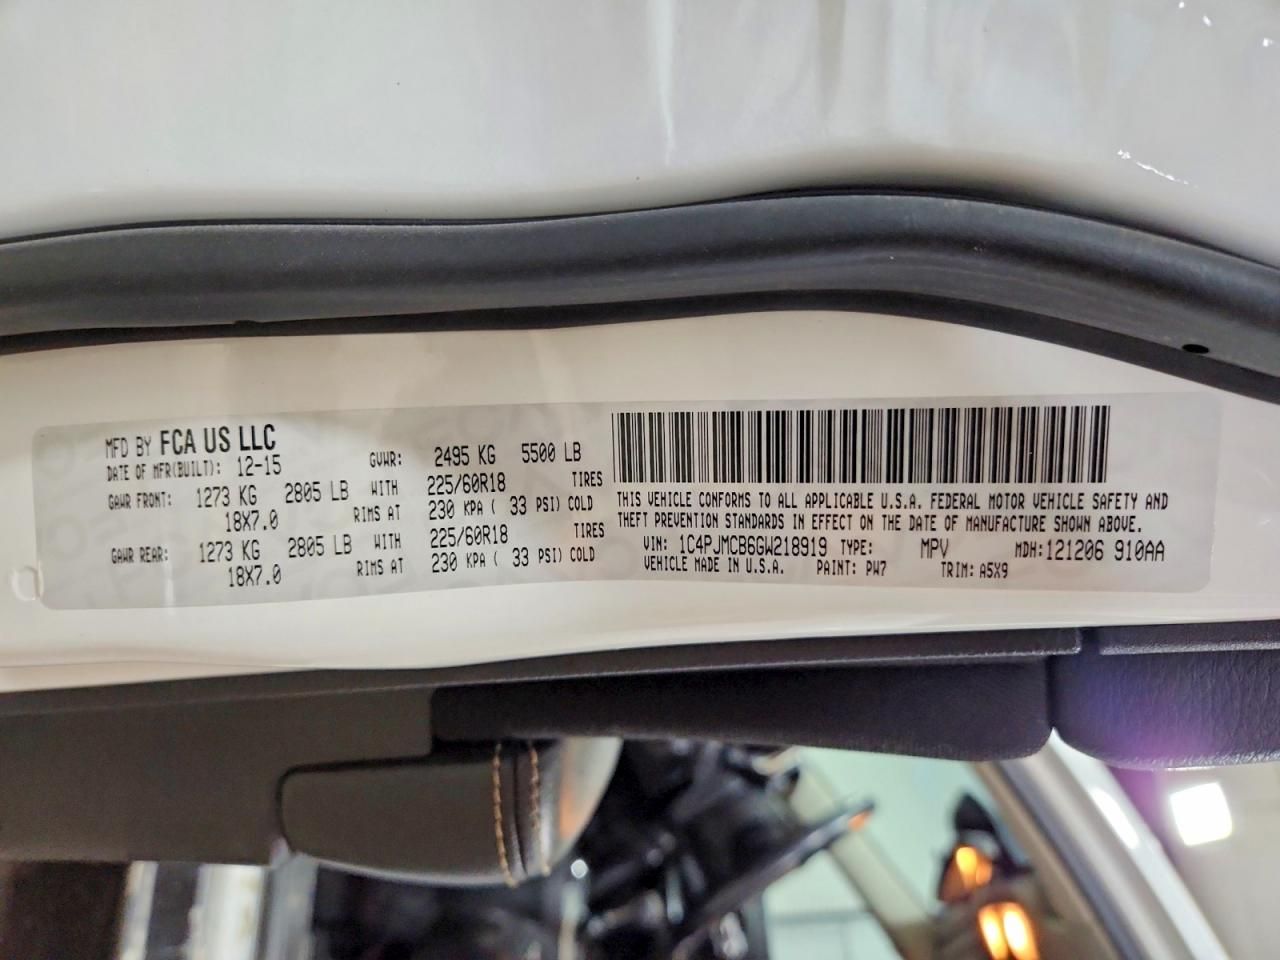 MFD BY FCA US LLC
DATE OF MFR(BUILT): 12-15 GVWR: 2495 KG 5500 LB
GAWR FRONT: 1273 KG 2805 LB WITH 225/60R18 TIRES
18X7.0 RIMS AT 230 KPA ( 33 PSI) COLD
GAWR REAR: 1273 KG 2805 LB WITH 225/60R18 TIRES
18X7.0 RIMS AT 230 KPA ( 33 PSI) COLD
THIS VEHICLE CONFORMS TO ALL APPLICABLE U.S.A. FEDERAL MOTOR VEHICLE SAFETY AND
THEFT PREVENTION STANDARDS IN EFFECT ON THE DATE OF MANUFACTURE SHOWN ABOVE.
VIN: 1C4PJMCB6GW218919 TYPE: MPV MDH:121206 910AA
VEHICLE MADE IN U.S.A. PAINT: PW7 TRIM: A5X9